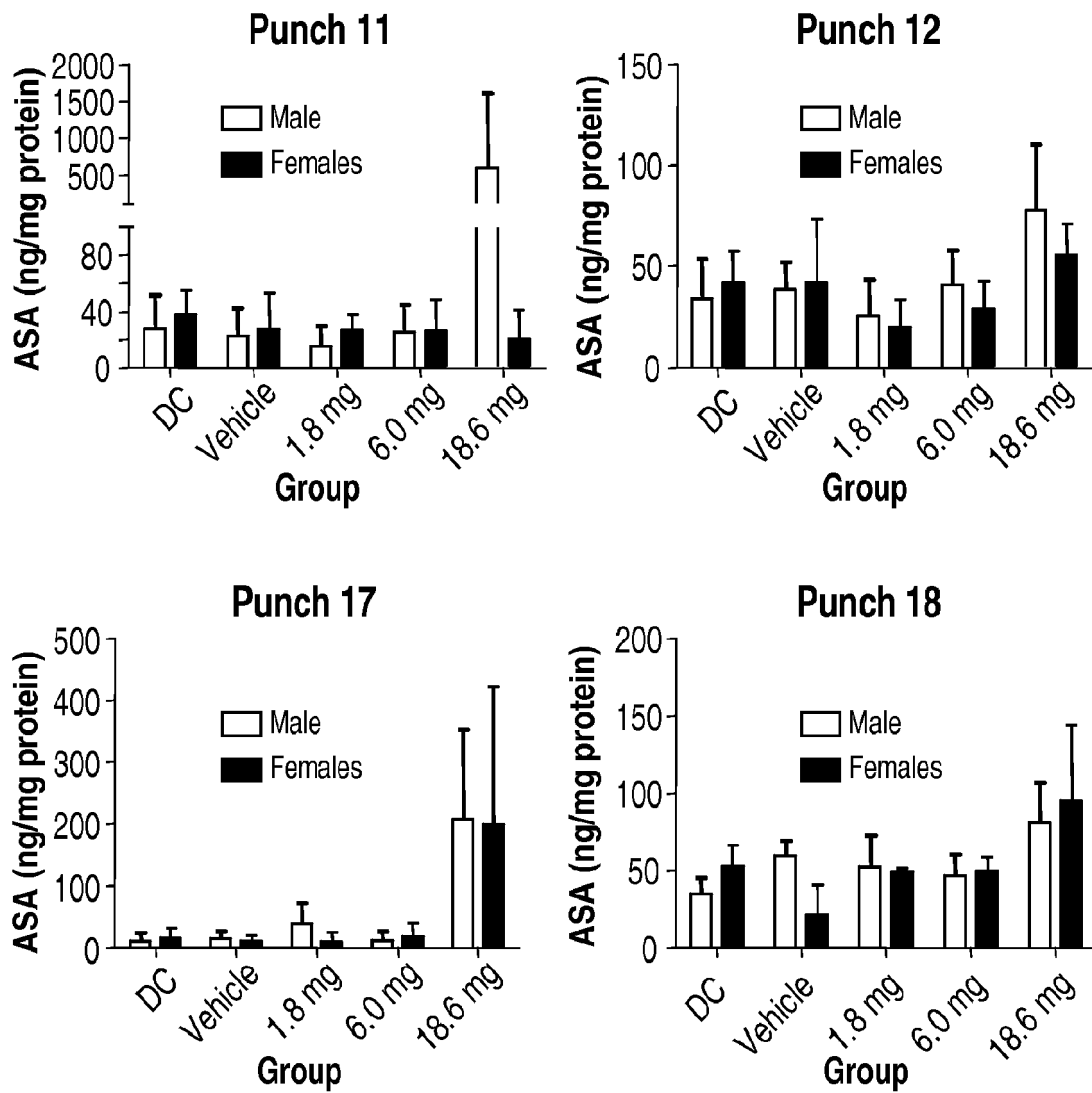 Punch 11
ASA (ng/mg protein)
2000
1500
1000
500
80
40
0
Male
Females
DC
Vehicle
1.8 mg
6.0 mg
18.6 mg
Group
Punch 12
ASA (ng/mg protein)
150
100
50
0
Male
Females
DC
Vehicle
1.8 mg
6.0 mg
18.6 mg
Group
Punch 17
ASA (ng/mg protein)
500
400
300
200
100
0
Male
Females
DC
Vehicle
1.8 mg
6.0 mg
18.6 mg
Group
Punch 18
ASA (ng/mg protein)
200
150
100
50
0
Male
Females
DC
Vehicle
1.8 mg
6.0 mg
18.6 mg
Group